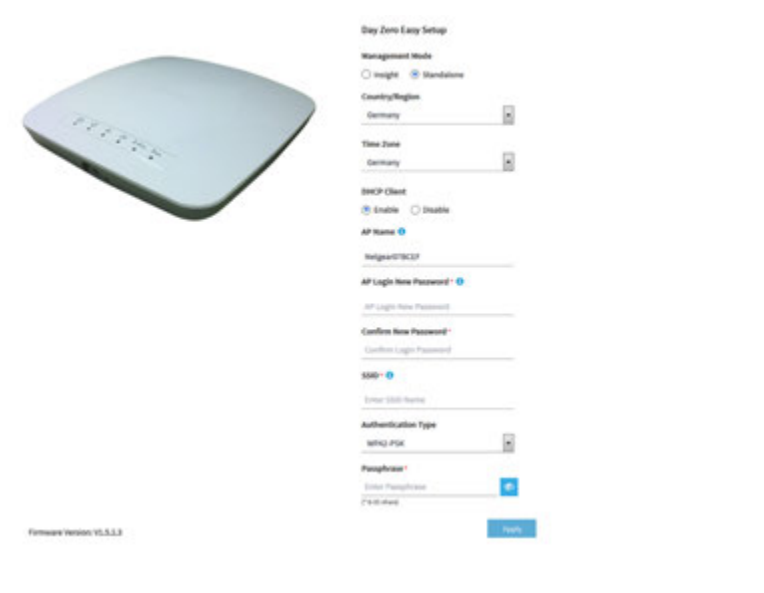 Day Zero Easy Setup
Management Mode
Insight Standalone
Country/Region
Germany
Time Zone
Germany
DHCP Client
Enable Disable
AP Name
AP Login New Password *
AP Login New Password
Confirm New Password *
Confirm Login Password
SSID *
Enter SSID Name
Authentication Type
WPA2-PSK
Passphrase *
Enter Passphrase
Apply
Firmware Version: V1.5.1.3